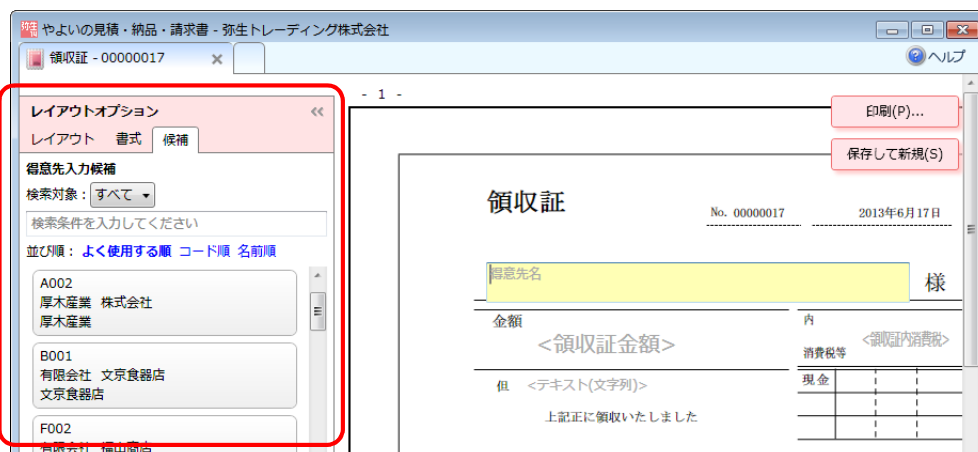 やよいの見積・納品・請求書 - 弥生トレーディング株式会社
領収証 - 00000017
ヘルプ
レイアウトオプション
レイアウト 書式 候補
得意先入力候補
検索対象： すべて
検索条件を入力してください
並び順： よく使用する順 コード順 名前順
A002
厚木産業 株式会社
厚木産業
B001
有限会社 文京食器店
文京食器店
F002
有限会社 福山商店
- 1 -
印刷(P)...
保存して新規(S)
領収証
No. 00000017
2013年6月17日
得意先名
様
金額
<領収証金額>
内
消費税等
<領収証内消費税>
但 <テキスト(文字列)>
現金
上記正に領収いたしました